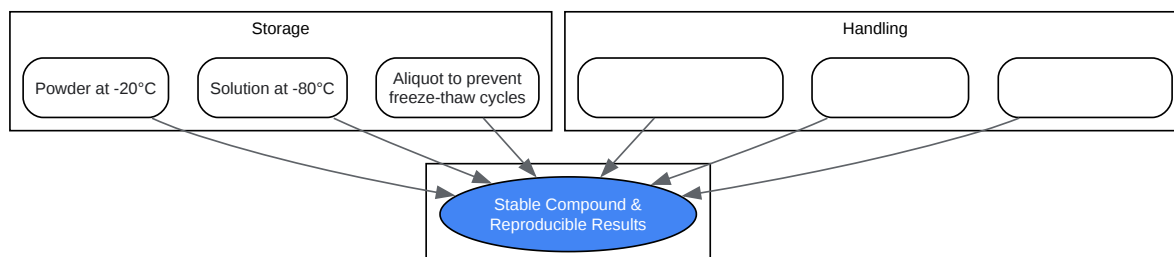 Storage
Handling
Powder at -20°C
Solution at -80°C
Aliquot to prevent
freeze-thaw cycles
Stable Compound &
Reproducible Results